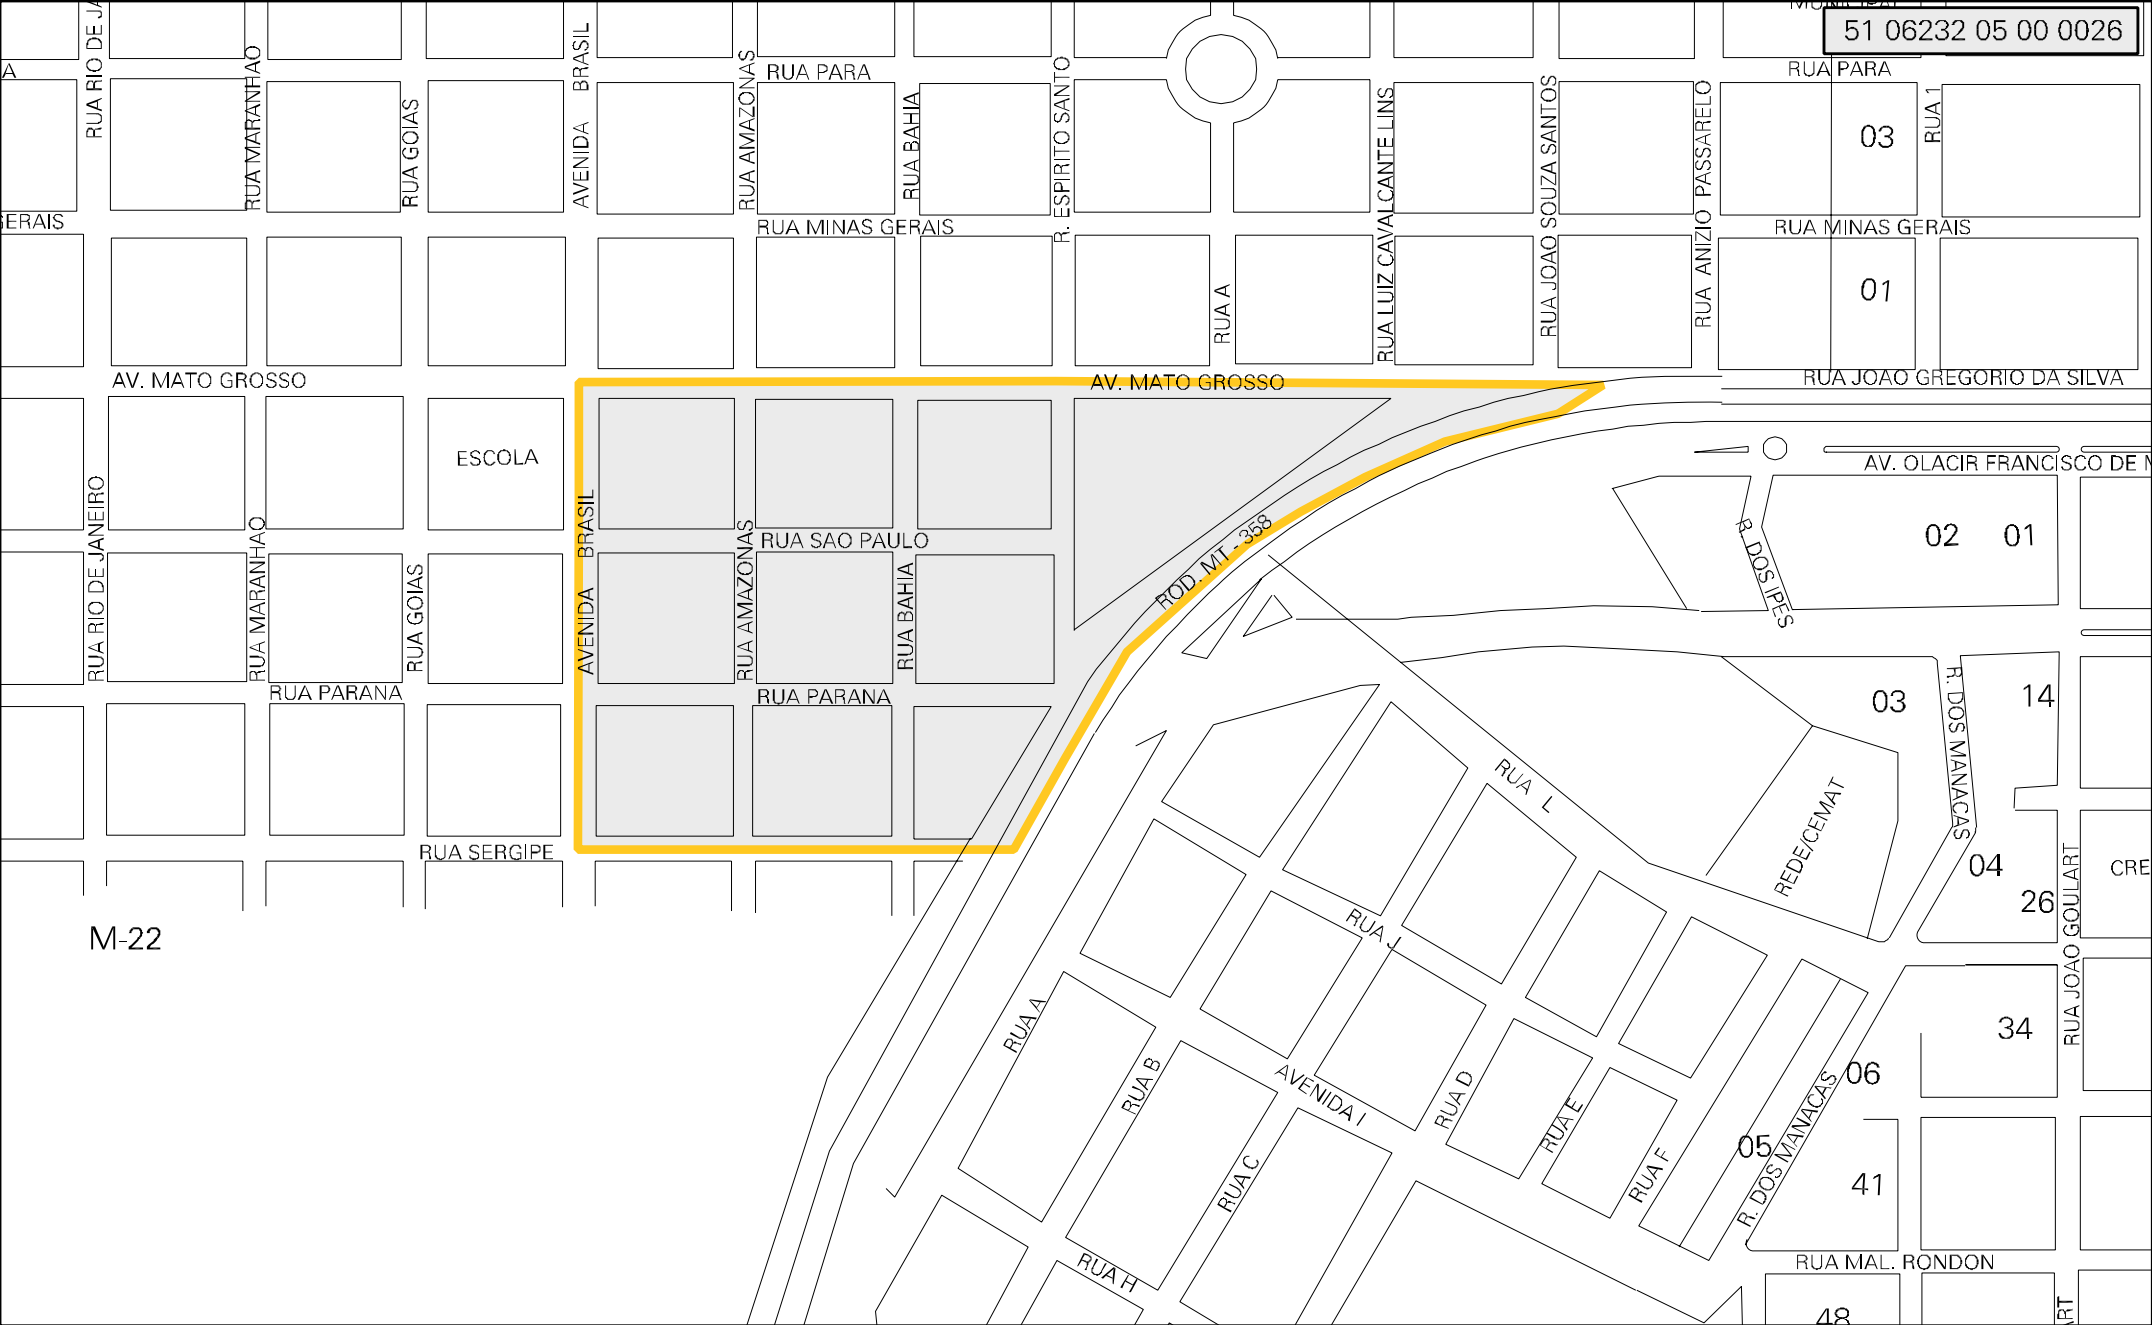 51 06232 05 00 0026
RUA PARA
RUA PARA
RUA MARANHAO
RUA GOIAS
AVENIDA BRASIL
RUA AMAZONAS
RUA BAHIA
R. ESPIRITO SANTO
RUA LUIZ CAVALCANTE LINS
RUA JOAO SOUZA SANTOS
RUA ANIZIO PASSARELO
03
RUA 1
RUA MINAS GERAIS
RUA MINAS GERAIS
RUA A
01
AV. MATO GROSSO
AV. MATO GROSSO
RUA JOAO GREGORIO DA SILVA
ESCOLA
AV. OLACIR FRANCISCO DE
RUA RIO DE JANEIRO
RUA MARANHAO
RUA GOIAS
AVENIDA BRASIL
RUA AMAZONAS
RUA SAO PAULO
RUA BAHIA
ROD. MT - 358
R. DOS IPES
02
01
RUA PARANA
RUA PARANA
03
R. DOS MANACAS
14
RUA L
REDE/CEMAT
RUA SERGIPE
04
26
RUA JOAO GOULART
M-22
RUA J
RUA A
34
RUA B
AVENIDA I
RUA D
RUA E
06
05
R. DOS MANACAS
RUA C
RUA F
41
RUA H
RUA MAL. RONDON
48